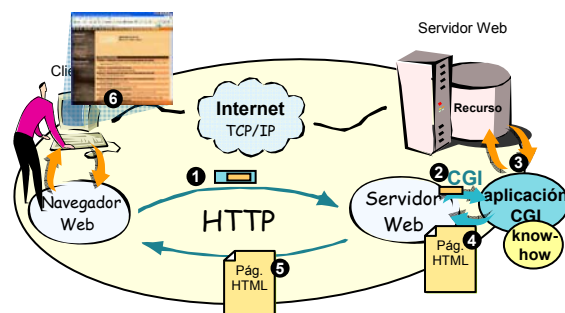 Servidor Web
6
Internet
TCP/IP
Recurso
1
2
CGI
3
Navegador
Web
HTTP
Servidor
Web
aplicación
CGI
know-
how
Pág.
HTML
4
Pág.
HTML
5